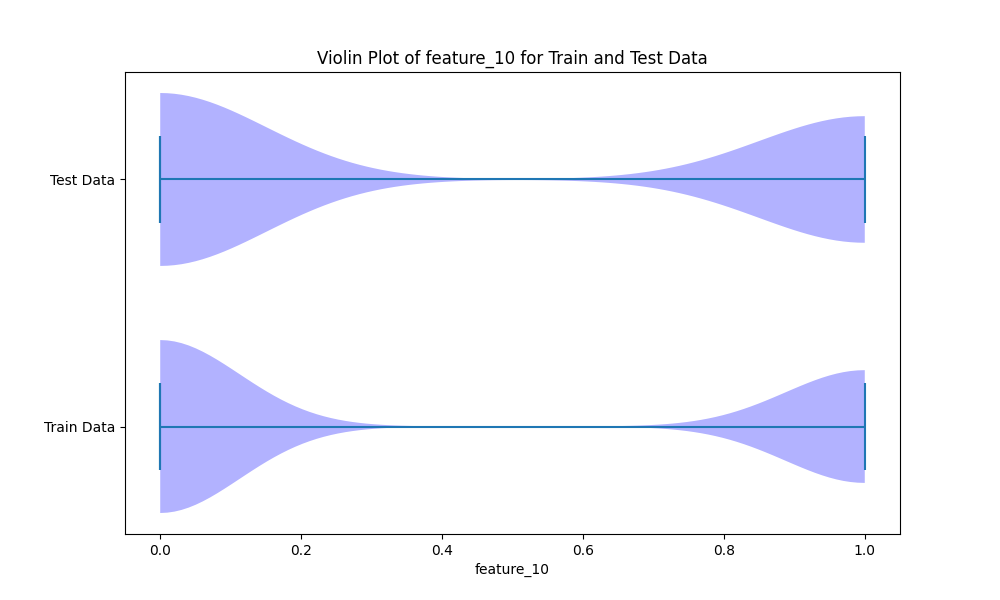 Violin Plot of feature_10 for Train and Test Data
Test Data
Train Data
0.0 0.2 0.4 0.6 0.8 1.0
feature_10